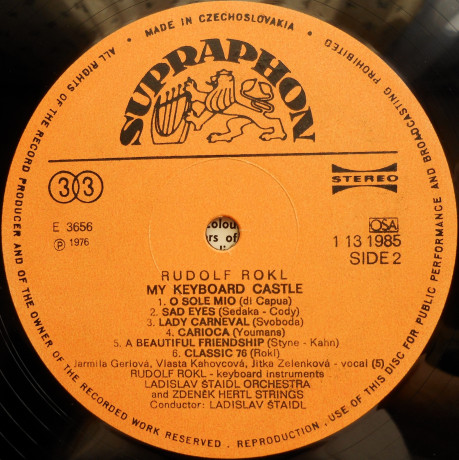 · MADE IN CZECHOSLOVAKIA ·
ALL RIGHTS OF THE RECORD PRODUCER AND OF THE OWNER OF THE RECORDED WORK RESERVED . REPRODUCTION , USE OF THIS DISC FOR PUBLIC PERFORMANCE AND BROADCASTING PROHIBITED
SUPRAPHON
33
STEREO
E 3656
℗ 1976
colou
rs of
OSA
1 13 1985
SIDE 2
RUDOLF ROKL
MY KEYBOARD CASTLE
1. O SOLE MIO (di Capua)
2. SAD EYES (Sedaka - Cody)
3. LADY CARNEVAL (Svoboda)
4. CARIOCA (Youmans)
5. A BEAUTIFUL FRIENDSHIP (Styne - Kahn)
6. CLASSIC 76 (Rokl)
Jarmila Gerlová, Vlasta Kahovcová, Jitka Zelenková - vocal (5)
RUDOLF ROKL - keyboard instruments
LADISLAV ŠTAIDL ORCHESTRA
and ZDENĚK HERTL STRINGS
Conductor: LADISLAV ŠTAIDL